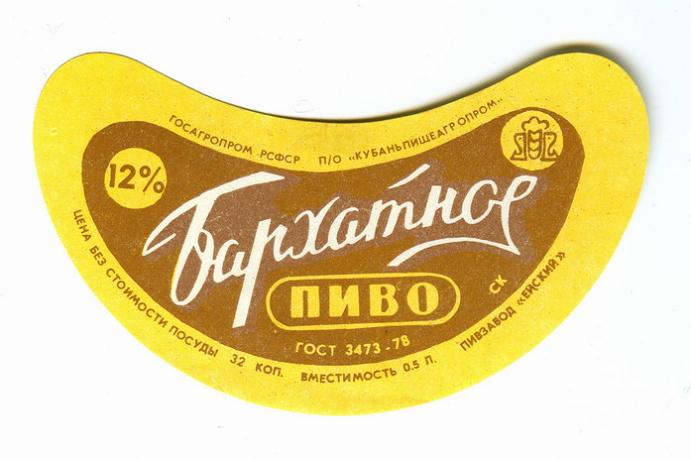 ГОСАГРОПРОМ РСФСР П/О «КУБАНЬПИЩЕАГРОПРОМ»
12%
Бархатное
ПИВО
ГОСТ 3473-78
СК
ЦЕНА БЕЗ СТОИМОСТИ ПОСУДЫ 32 КОП. ВМЕСТИМОСТЬ 0.5 Л. ПИВЗАВОД «ЕЙСКИЙ»